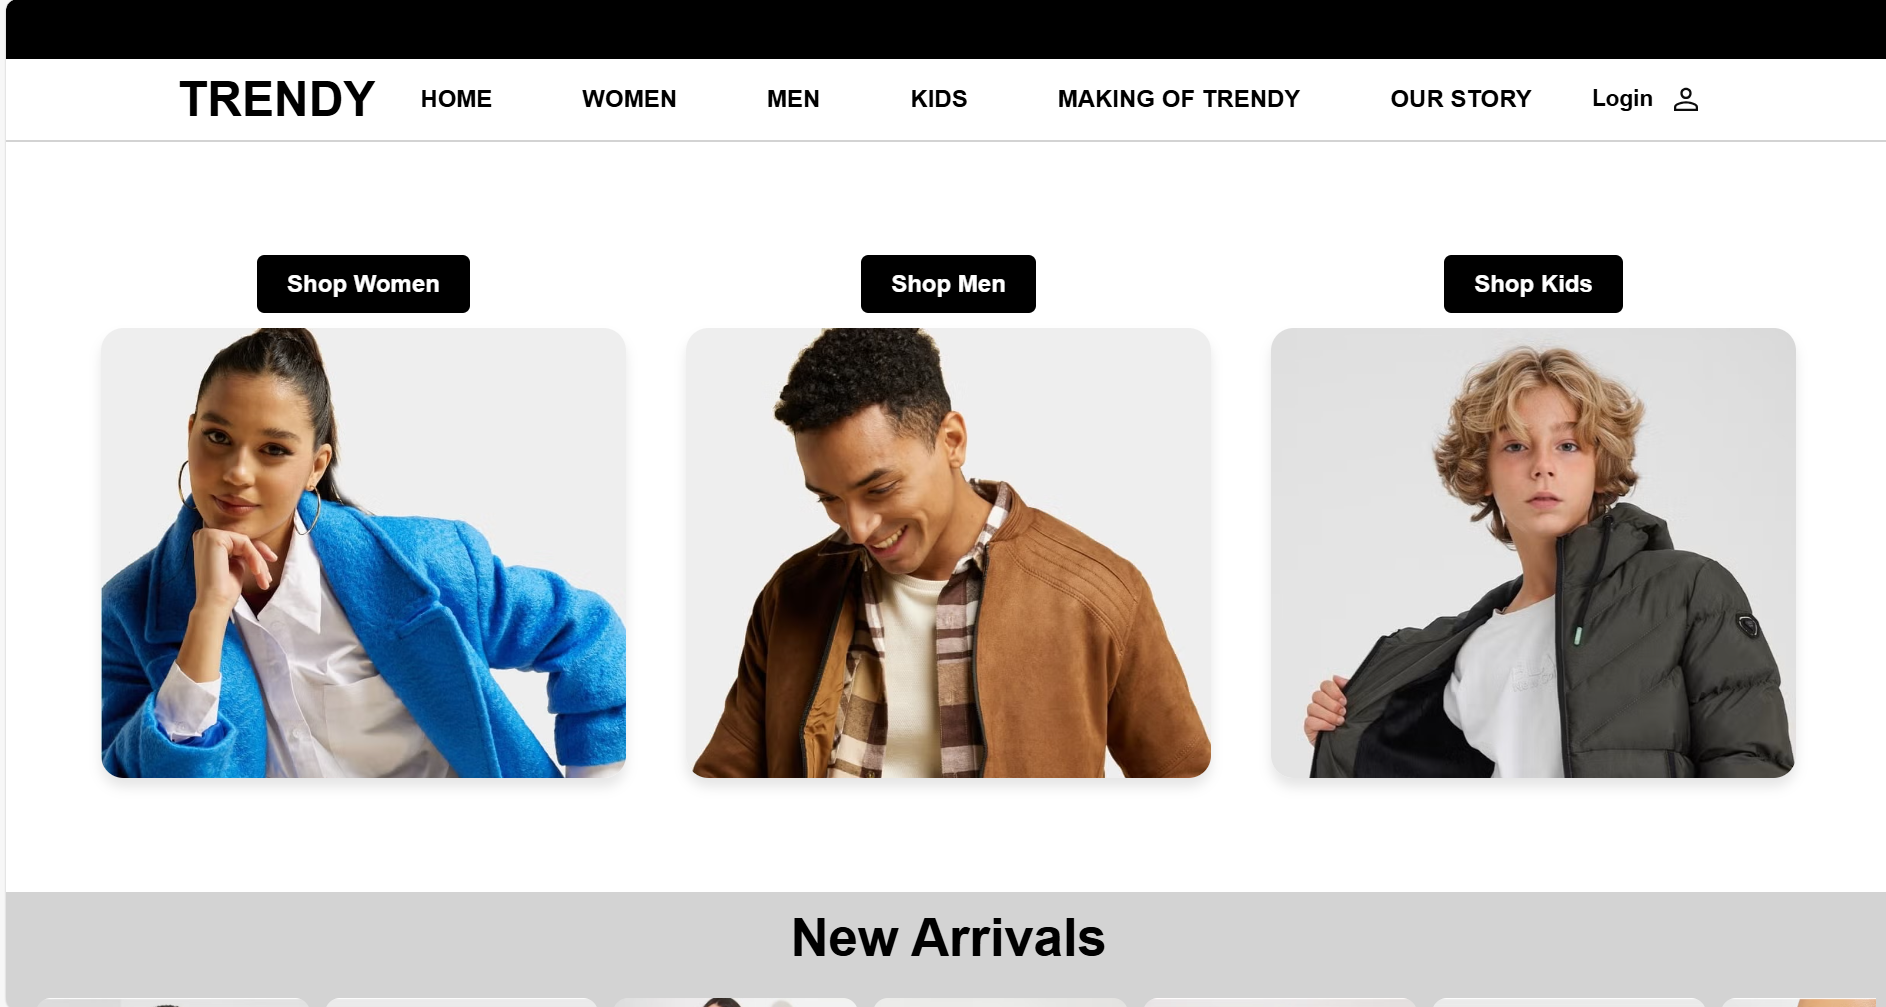 TRENDY HOME WOMEN MEN KIDS MAKING OF TRENDY OUR STORY Login
Shop Women
Shop Men
Shop Kids
New Arrivals